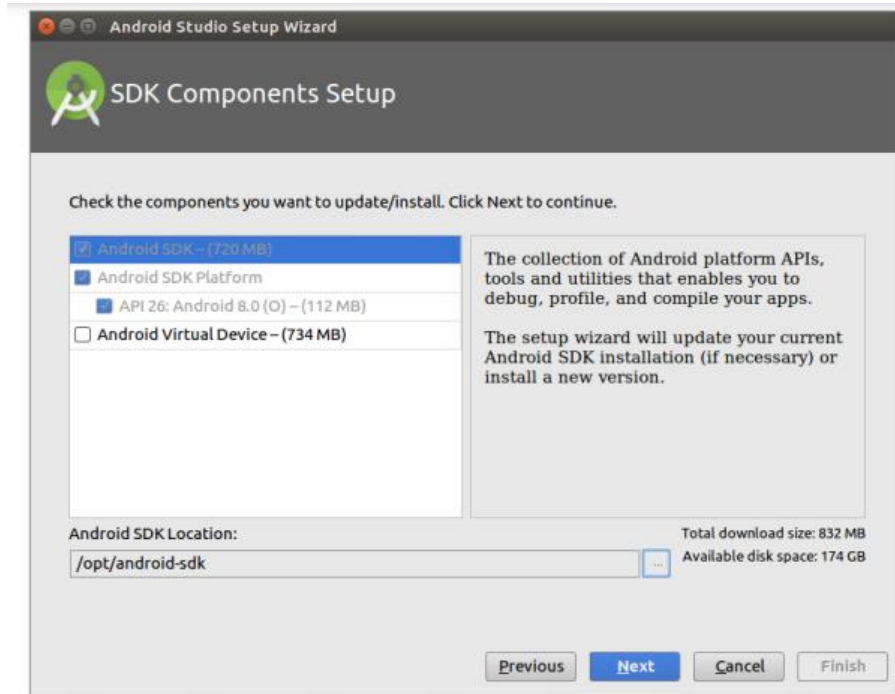 Android Studio Setup Wizard
SDK Components Setup
Check the components you want to update/install. Click Next to continue.
Android SDK – (720 MB)
Android SDK Platform
API 26: Android 8.0 (O) – (112 MB)
Android Virtual Device – (734 MB)
The collection of Android platform APIs,
tools and utilities that enables you to
debug, profile, and compile your apps.
The setup wizard will update your current
Android SDK installation (if necessary) or
install a new version.
Android SDK Location:
Total download size: 832 MB
/opt/android-sdk
...
Available disk space: 174 GB
Previous
Next
Cancel
Finish